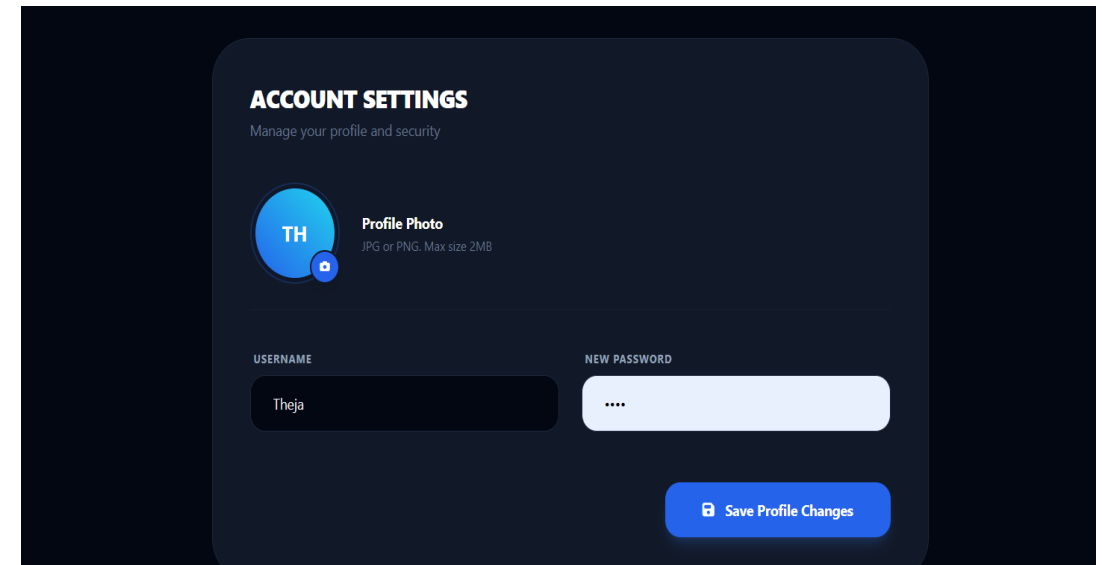 ACCOUNT SETTINGS
Manage your profile and security
TH
Profile Photo
JPG or PNG. Max size 2MB
USERNAME
NEW PASSWORD
Theja
••••
Save Profile Changes